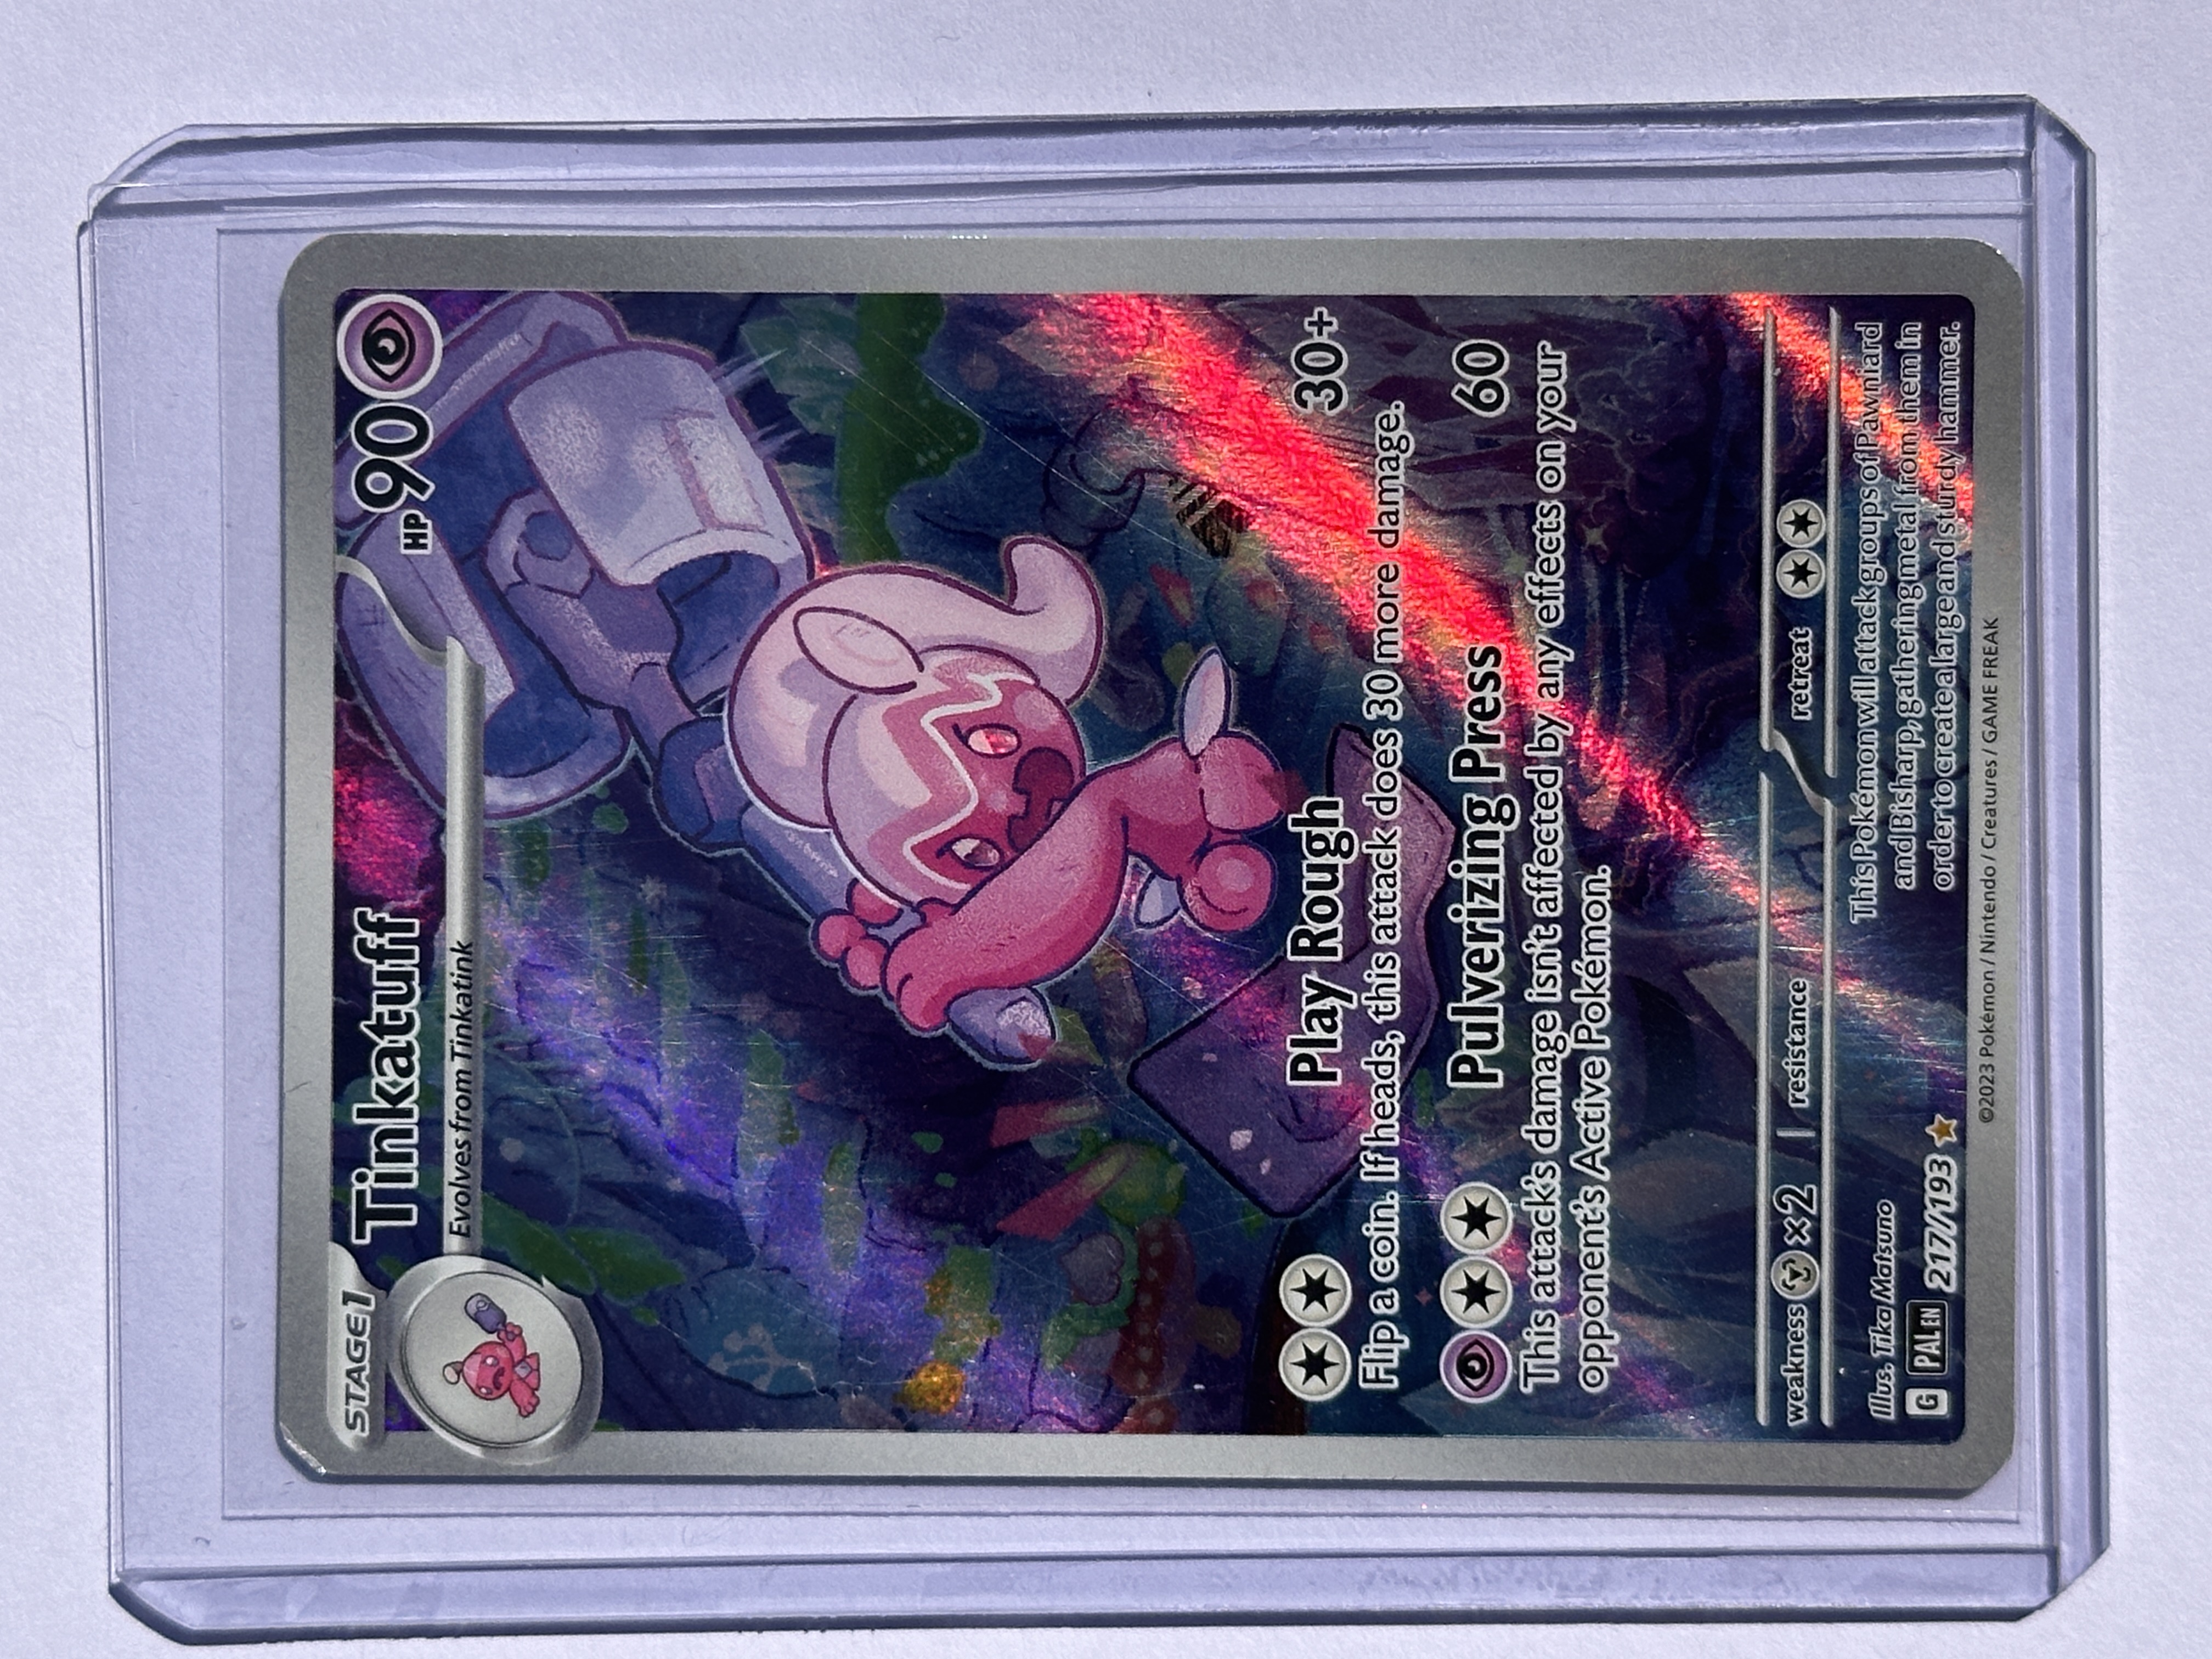 STAGE1
Tinkatuff
HP 90
Evolves from Tinkatink
Play Rough 30+
Flip a coin. If heads, this attack does 30 more damage.
Pulverizing Press 60
This attack's damage isn't affected by any effects on your
opponent's Active Pokémon.
weakness ×2 resistance retreat
Illus. Tika Matsuno
This Pokémon will attack groups of Pawniard
and Bisharp, gathering metal from them in
order to create a large and sturdy hammer.
G PAL EN 217/193
©2023 Pokémon / Nintendo / Creatures / GAME FREAK